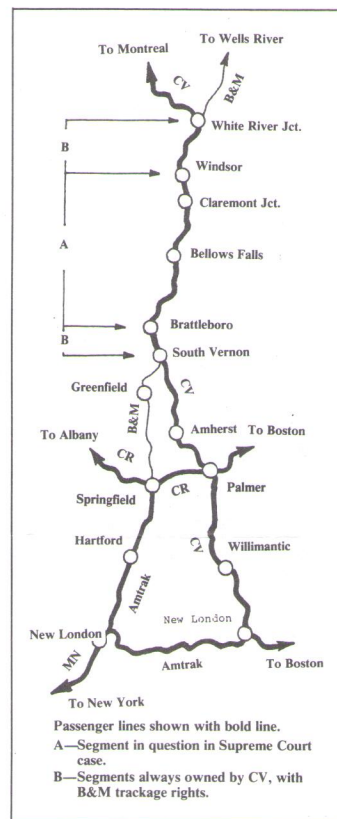 To Wells River
To Montreal
CV
B&M
White River Jct.
B
Windsor
Claremont Jct.
A
Bellows Falls
Brattleboro
B
South Vernon
Greenfield
CV
B&M
Amherst
To Boston
To Albany
CR
CR
Palmer
Springfield
Hartford
CV
Willimantic
Amtrak
New London
New London
MN
Amtrak
To Boston
To New York
Passenger lines shown with bold line.
A—Segment in question in Supreme Court
case.
B—Segments always owned by CV, with
B&M trackage rights.